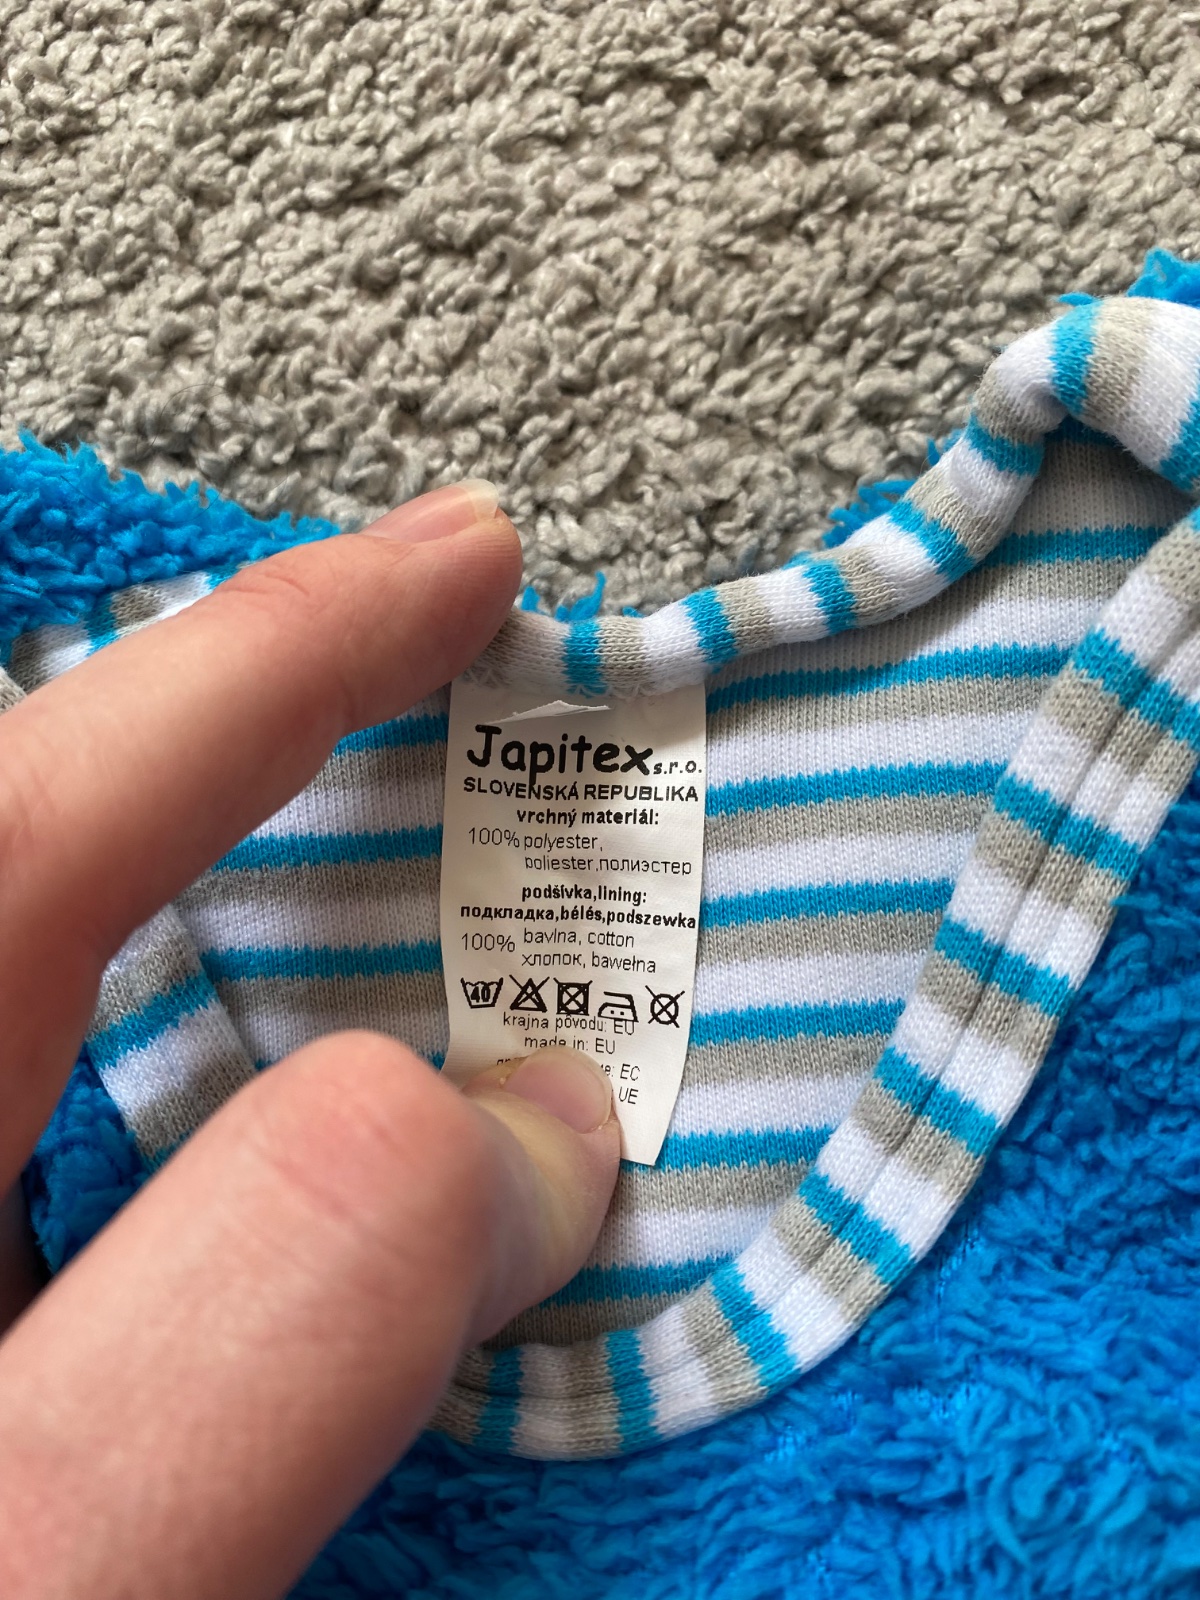 Japitex s.r.o.
SLOVENSKÁ REPUBLIKA
vrchný materiál:
100% polyester,
poliester,полиэстер
podšívka,lining:
подкладка,bélés,podszewka
100% bavlna, cotton
хлопок, bawełna
40
krajna pôvodu: EU
made in: EU
EC
UE